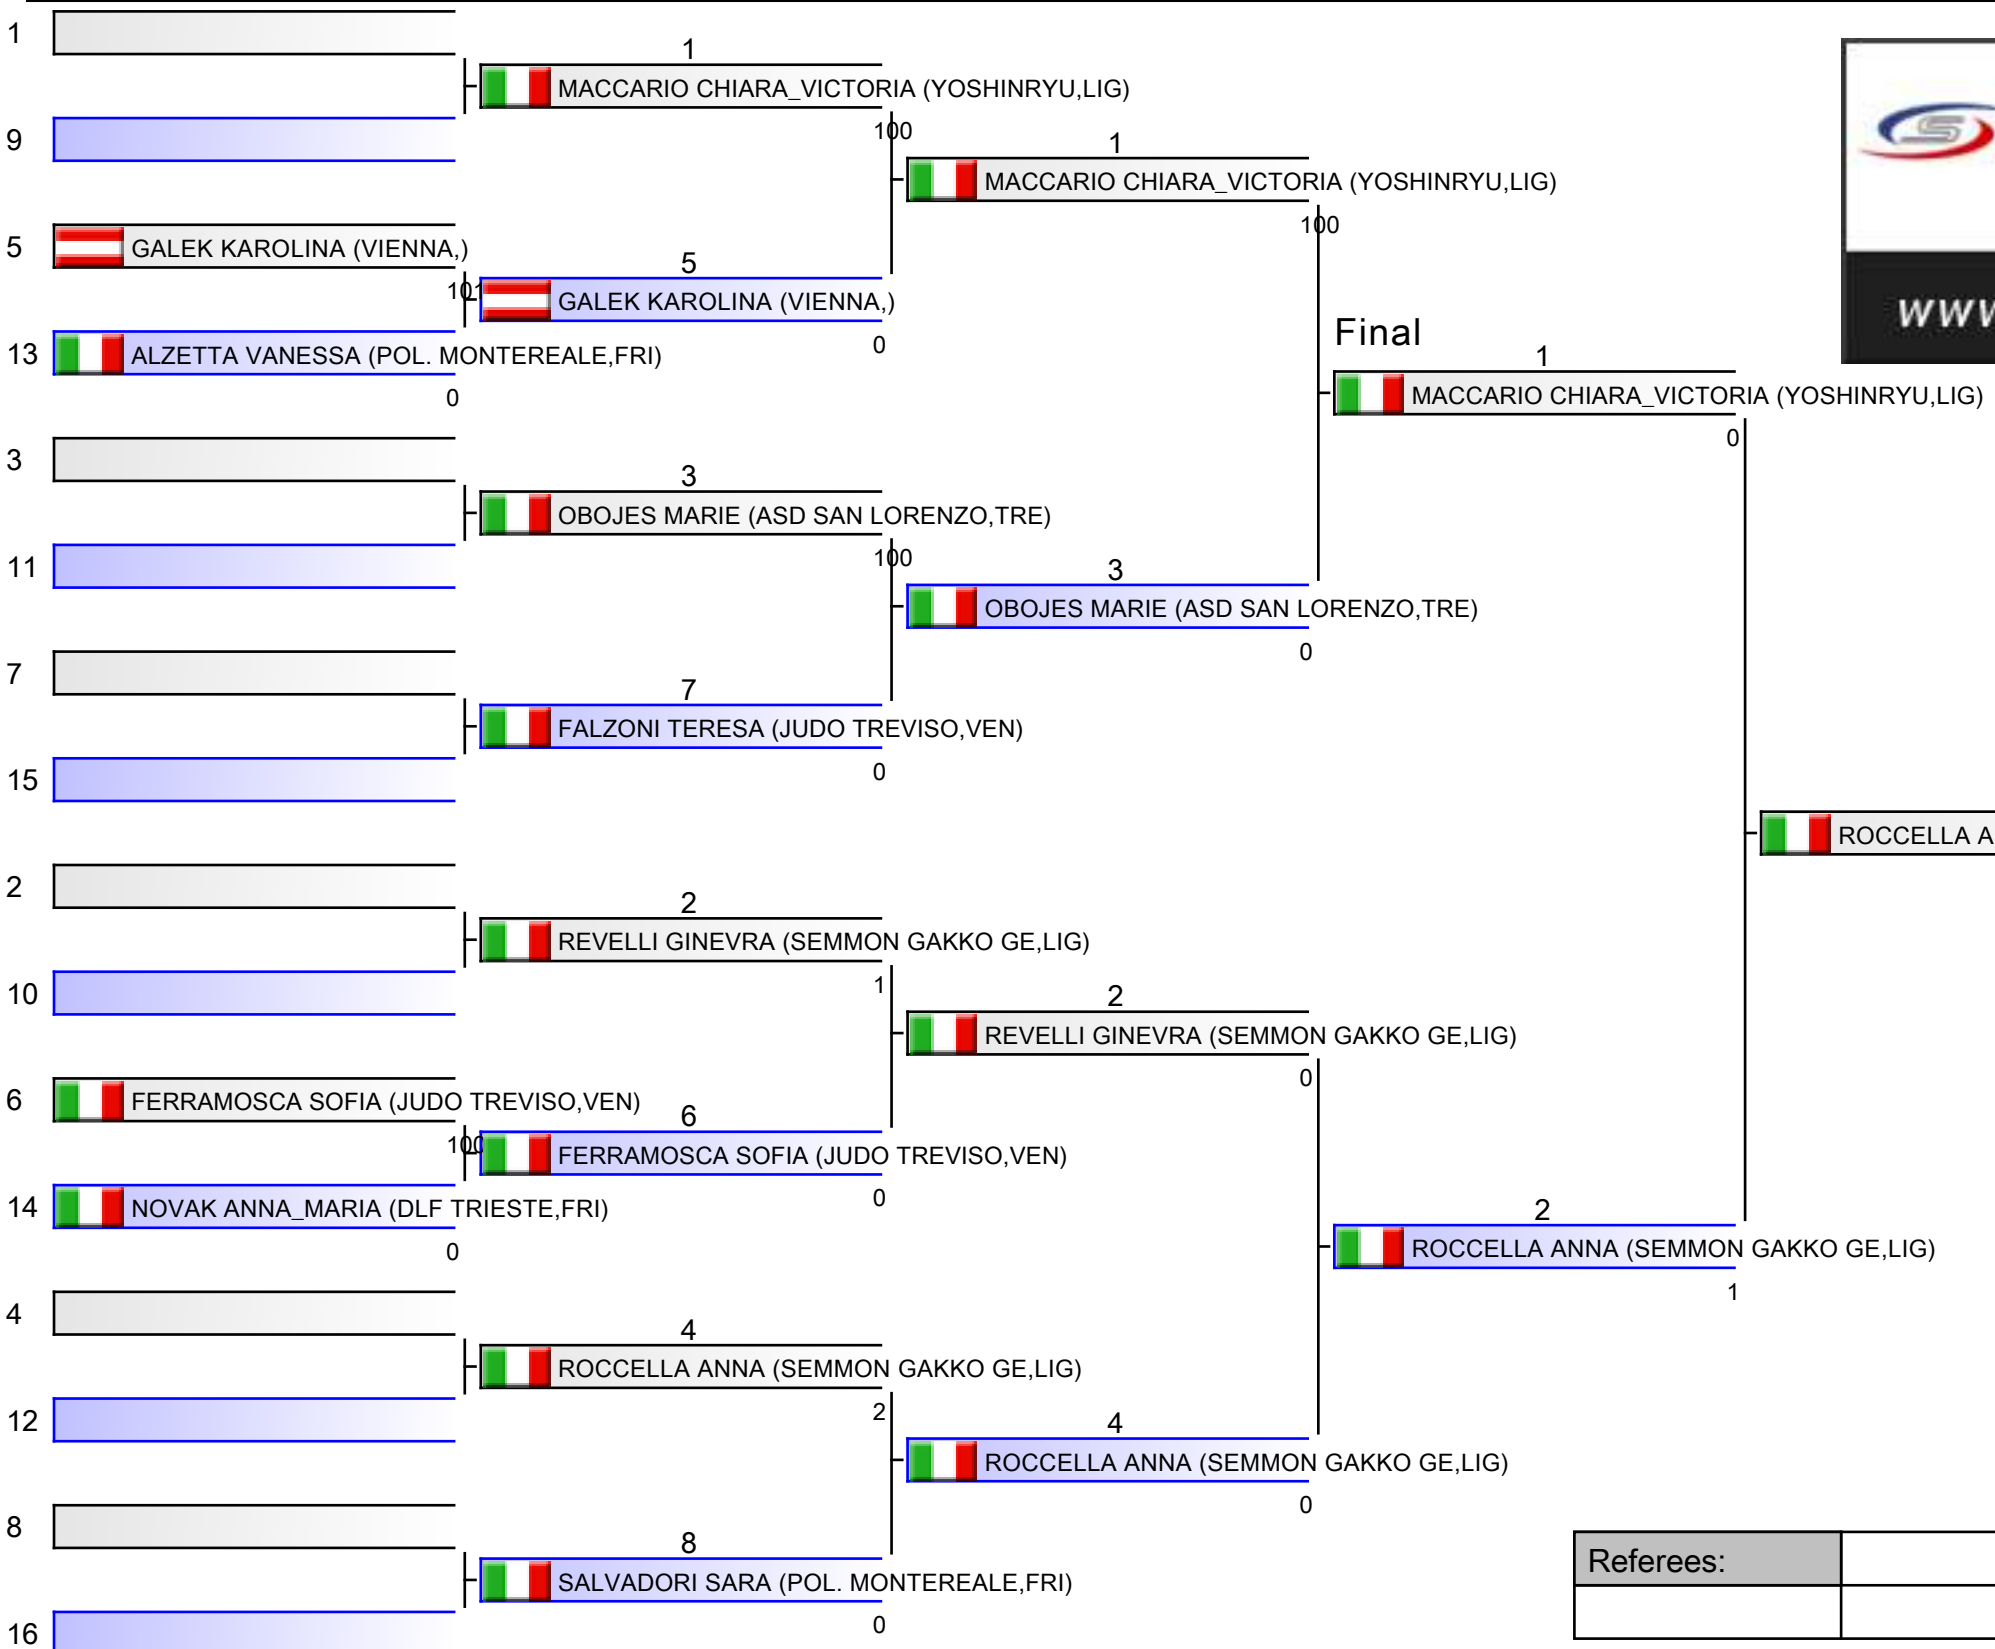 1
1
MACCARIO CHIARA_VICTORIA (YOSHINRYU,LIG)
9
100
1
MACCARIO CHIARA_VICTORIA (YOSHINRYU,LIG)
100
5
GALEK KAROLINA (VIENNA,)
5
101
GALEK KAROLINA (VIENNA,)
0
13
ALZETTA VANESSA (POL. MONTEREALE,FRI)
0
S
www
Final
1
MACCARIO CHIARA_VICTORIA (YOSHINRYU,LIG)
0
3
3
OBOJES MARIE (ASD SAN LORENZO,TRE)
100
11
3
OBOJES MARIE (ASD SAN LORENZO,TRE)
0
7
7
FALZONI TERESA (JUDO TREVISO,VEN)
0
15
ROCCELLA A
2
2
REVELLI GINEVRA (SEMMON GAKKO GE,LIG)
1
10
2
REVELLI GINEVRA (SEMMON GAKKO GE,LIG)
0
6
FERRAMOSCA SOFIA (JUDO TREVISO,VEN)
6
100
FERRAMOSCA SOFIA (JUDO TREVISO,VEN)
0
14
NOVAK ANNA_MARIA (DLF TRIESTE,FRI)
0
2
ROCCELLA ANNA (SEMMON GAKKO GE,LIG)
1
4
4
ROCCELLA ANNA (SEMMON GAKKO GE,LIG)
2
12
4
ROCCELLA ANNA (SEMMON GAKKO GE,LIG)
0
8
8
SALVADORI SARA (POL. MONTEREALE,FRI)
0
16
Referees: